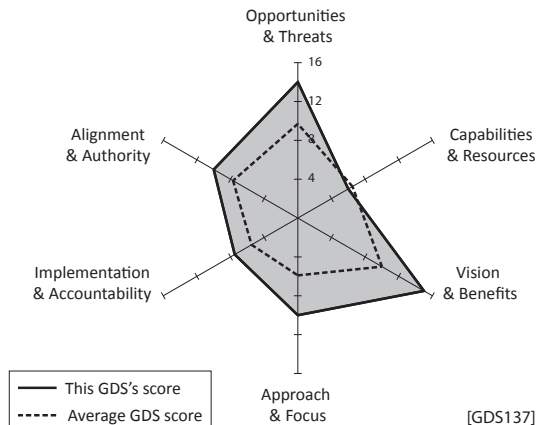 Opportunities
& Threats
16
12
8
4
Alignment
& Authority
Capabilities
& Resources
Implementation
& Accountability
Vision
& Benefits
Approach
& Focus
This GDS's score
Average GDS score
[GDS137]